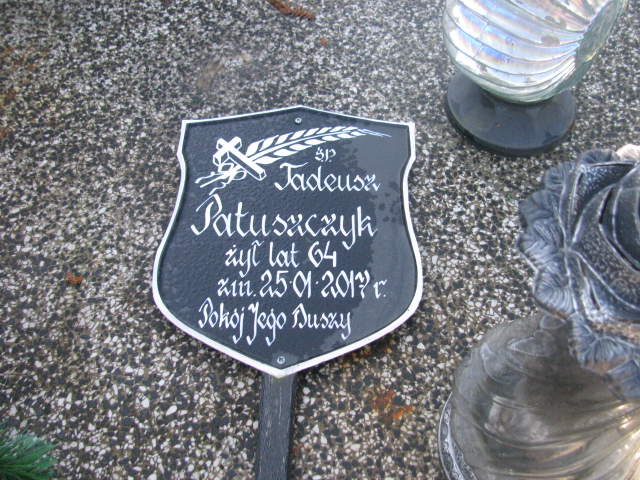 ŚP.
Tadeusz
Patuszczyk
żył lat 64
zm. 25.01.2017 r.
Pokój Jego Duszy